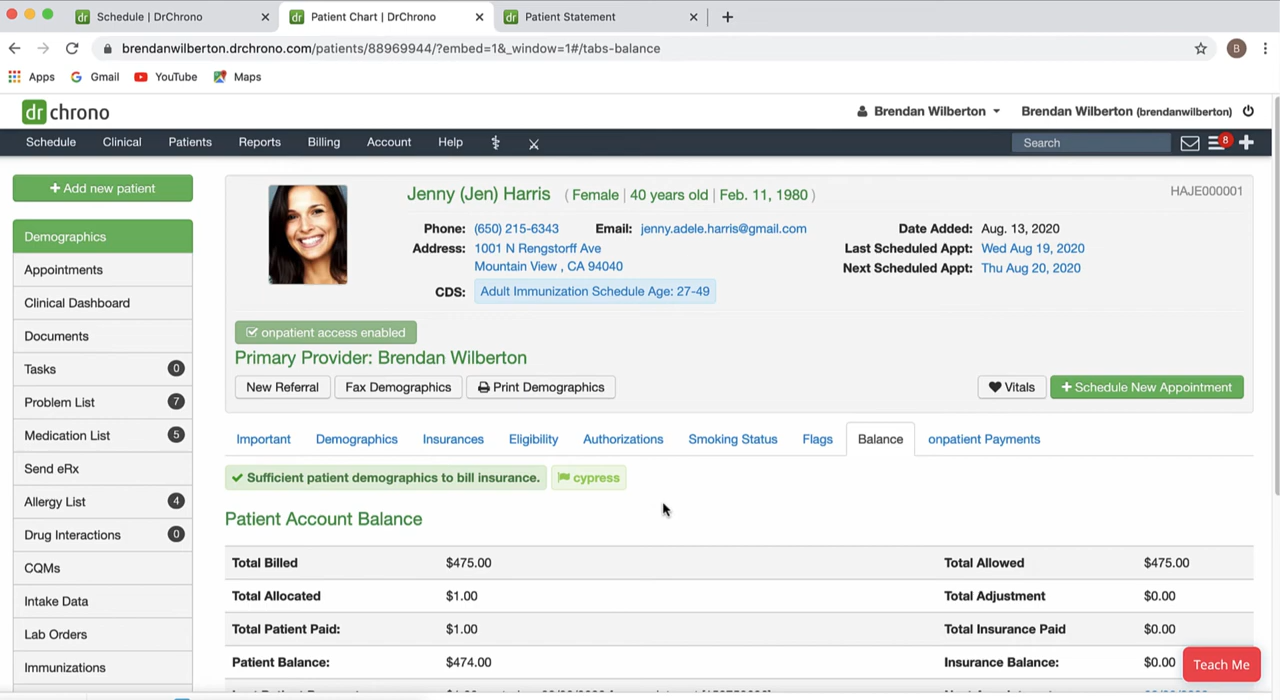 Schedule | DrChrono
Patient Chart | DrChrono
Patient Statement
brendanwilberton.drchrono.com/patients/88969944/?embed=1&_window=1#/tabs-balance
B
Apps
Gmail
YouTube
Maps
dr chrono
Brendan Wilberton
Brendan Wilberton (brendanwilberton)
Schedule
Clinical
Patients
Reports
Billing
Account
Help
Search
8
+ Add new patient
Demographics
Appointments
Clinical Dashboard
Documents
Tasks 0
Problem List 7
Medication List 5
Send eRx
Allergy List 4
Drug Interactions 0
CQMs
Intake Data
Lab Orders
Immunizations
Jenny (Jen) Harris ( Female | 40 years old | Feb. 11, 1980 )
HAJE000001
Phone: (650) 215-6343 Email: jenny.adele.harris@gmail.com
Address: 1001 N Rengstorff Ave
Mountain View , CA 94040
CDS: Adult Immunization Schedule Age: 27-49
Date Added: Aug. 13, 2020
Last Scheduled Appt: Wed Aug 19, 2020
Next Scheduled Appt: Thu Aug 20, 2020
onpatient access enabled
Primary Provider: Brendan Wilberton
New Referral
Fax Demographics
Print Demographics
Vitals
+ Schedule New Appointment
Important
Demographics
Insurances
Eligibility
Authorizations
Smoking Status
Flags
Balance
onpatient Payments
Sufficient patient demographics to bill insurance.
cypress
Patient Account Balance
Total Billed $475.00 Total Allowed $475.00
Total Allocated $1.00 Total Adjustment $0.00
Total Patient Paid: $1.00 Total Insurance Paid $0.00
Patient Balance: $474.00 Insurance Balance: $0.00
Teach Me